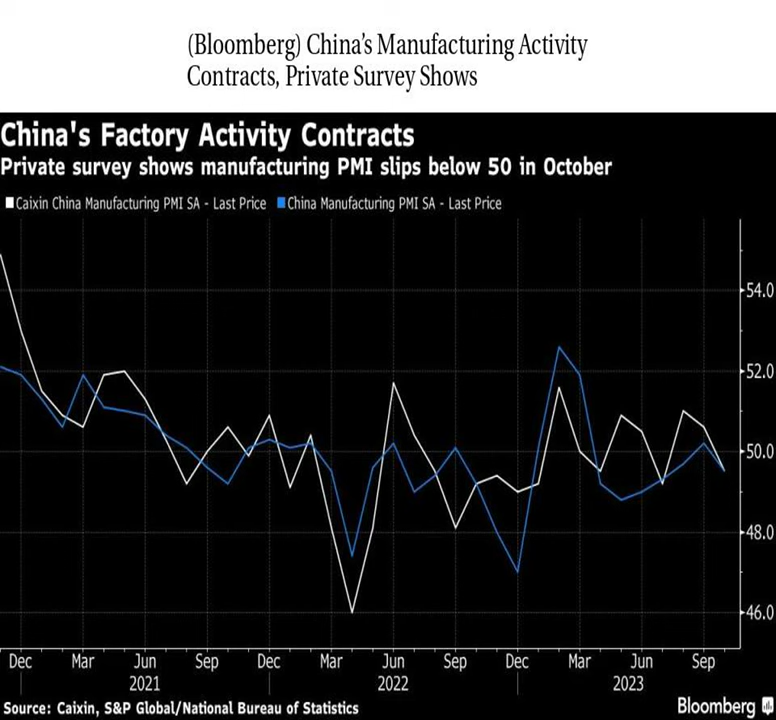 (Bloomberg) China's Manufacturing Activity
Contracts, Private Survey Shows
China's Factory Activity Contracts
Private survey shows manufacturing PMI slips below 50 in October
Caixin China Manufacturing PMI SA - Last Price China Manufacturing PMI SA - Last Price
54.0
52.0
50.0
48.0
46.0
Dec Mar Jun Sep Dec Mar Jun Sep Dec Mar Jun Sep
2021 2022 2023
Source: Caixin, S&P Global/National Bureau of Statistics
Bloomberg